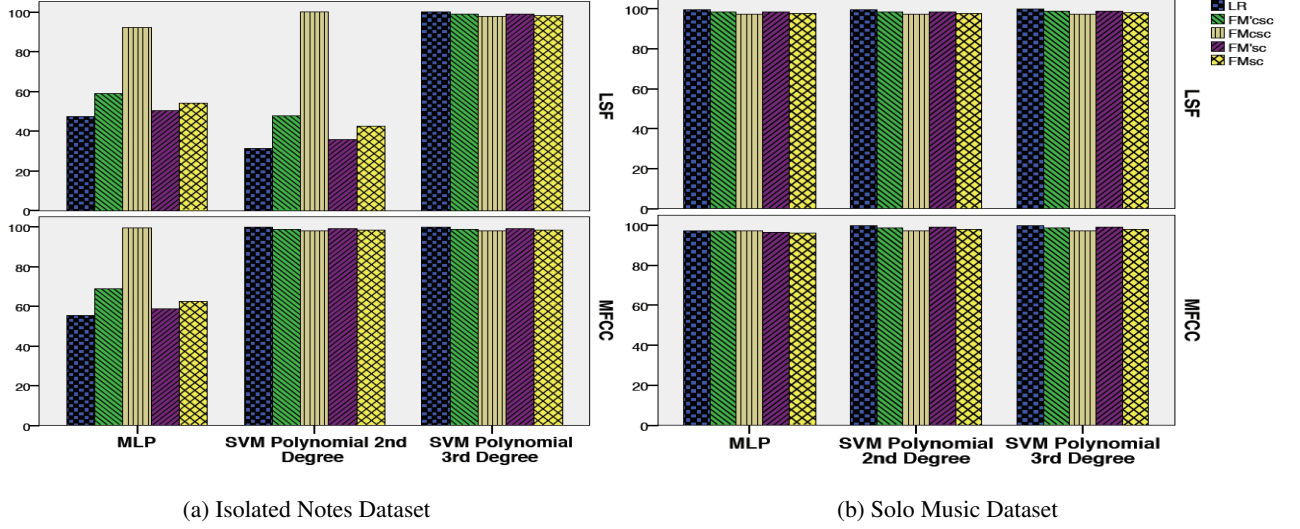 100
80
60
40
20
0
LSF
100
80
60
40
20
0
MFCC
MLP
SVM Polynomial 2nd
Degree
SVM Polynomial
3rd Degree
(a) Isolated Notes Dataset
100
80
60
40
20
0
LSF
100
80
60
40
20
0
MFCC
MLP
SVM Polynomial
2nd Degree
SVM Polynomial
3rd Degree
(b) Solo Music Dataset
LR
FM'csc
FMcsc
FM'sc
FMsc